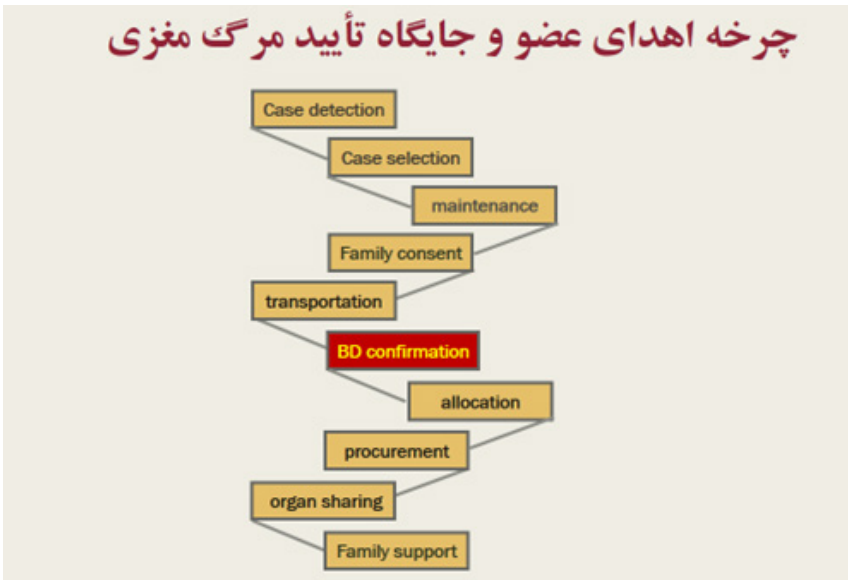 چرخه اهدای عضو و جایگاه تأیید مرگ مغزی
Case detection
Case selection
maintenance
Family consent
transportation
BD confirmation
allocation
procurement
organ sharing
Family support